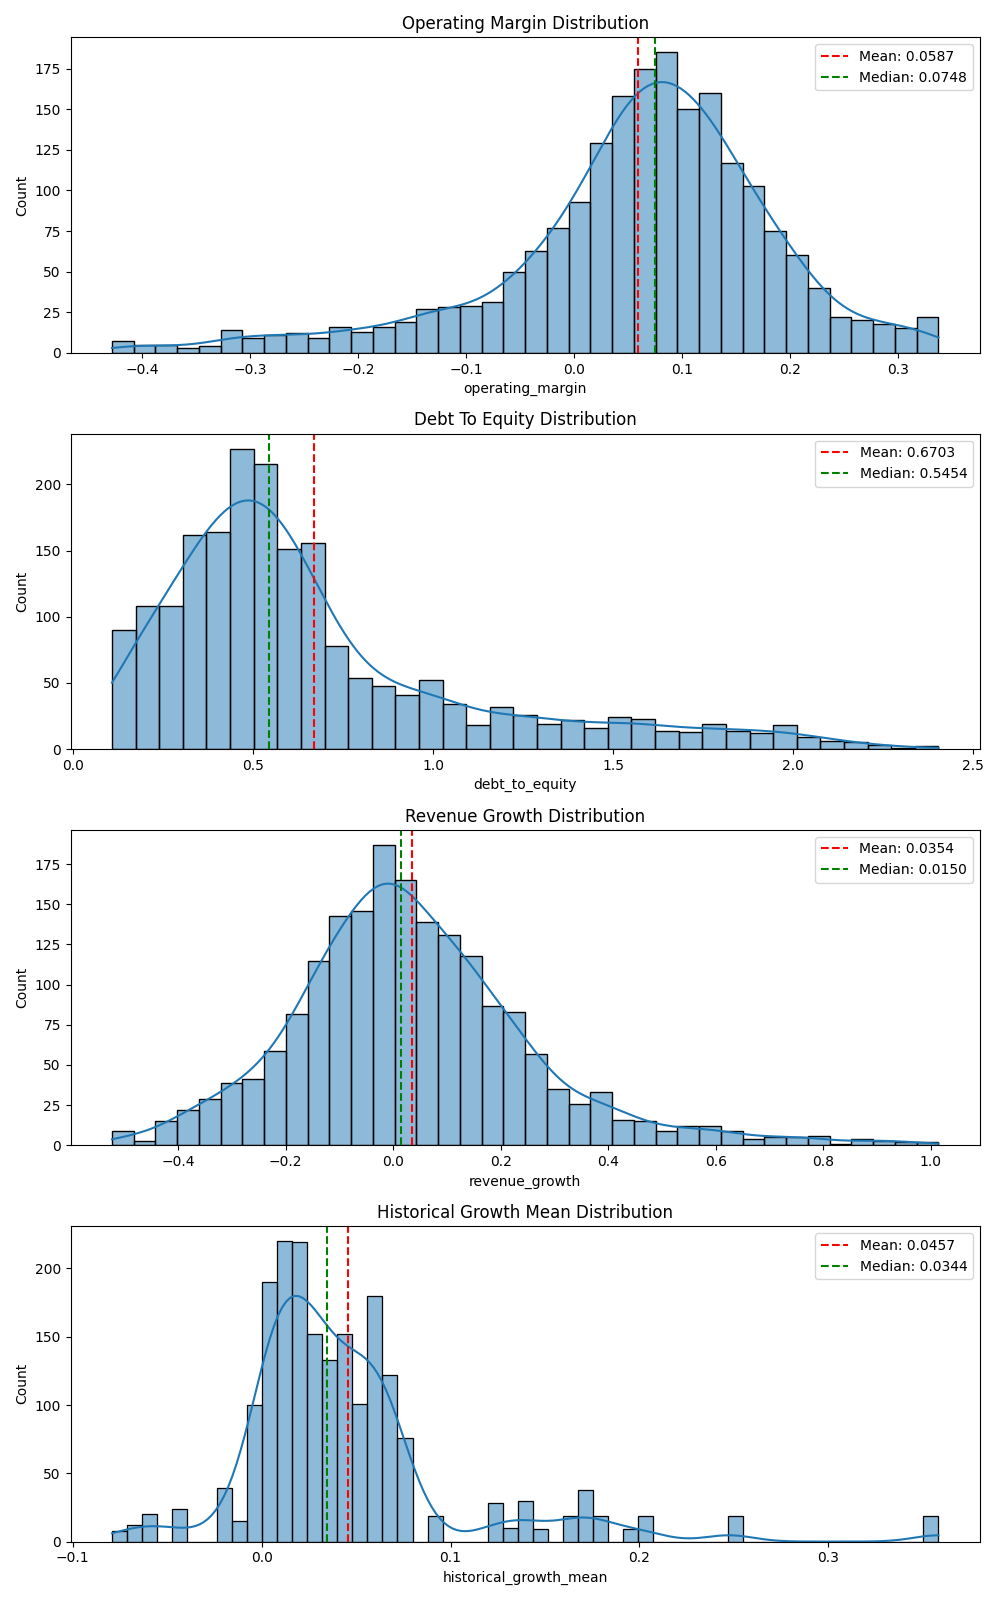 Operating Margin Distribution
Mean: 0.0587
Median: 0.0748
175
150
125
100
75
50
25
0
Count
−0.4 −0.3 −0.2 −0.1 0.0 0.1 0.2 0.3
operating_margin
Debt To Equity Distribution
Mean: 0.6703
Median: 0.5454
200
150
100
50
0
Count
0.0 0.5 1.0 1.5 2.0 2.5
debt_to_equity
Revenue Growth Distribution
Mean: 0.0354
Median: 0.0150
175
150
125
100
75
50
25
0
Count
−0.4 −0.2 0.0 0.2 0.4 0.6 0.8 1.0
revenue_growth
Historical Growth Mean Distribution
Mean: 0.0457
Median: 0.0344
200
150
100
50
0
Count
−0.1 0.0 0.1 0.2 0.3
historical_growth_mean